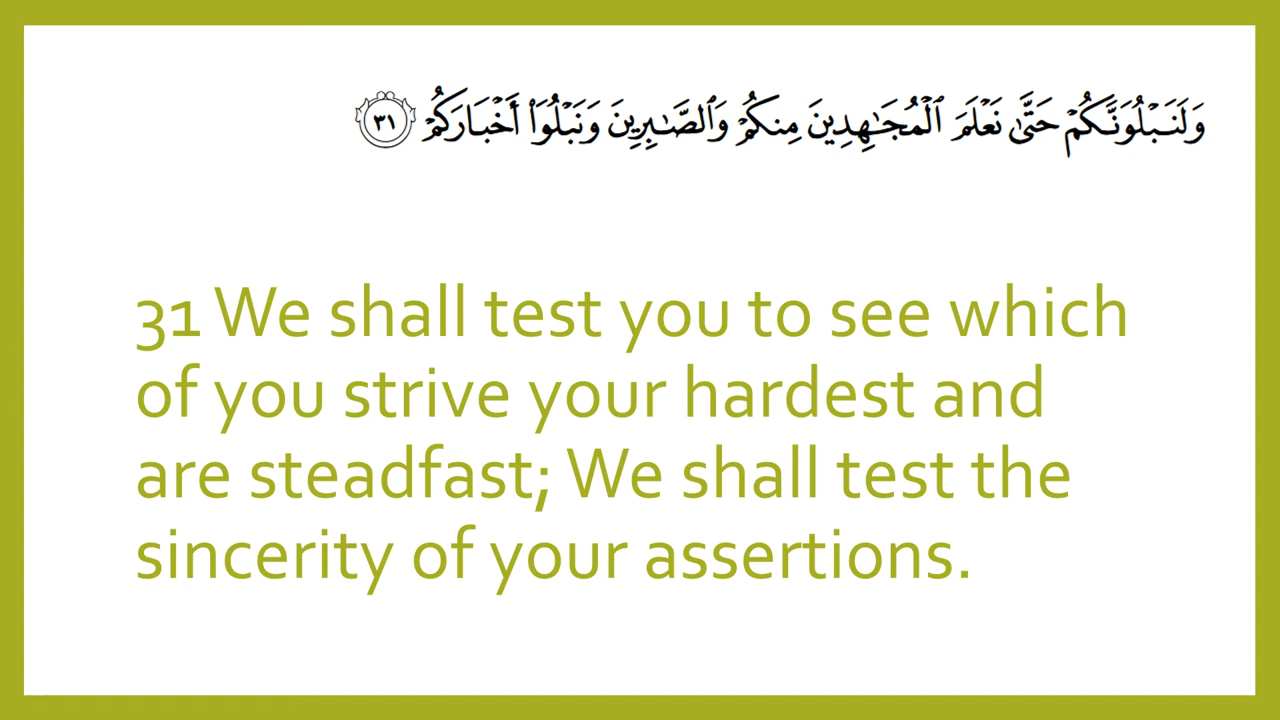 وَلَنَبْلُوَنَّكُمْ حَتَّىٰ نَعْلَمَ ٱلْمُجَـٰهِدِينَ مِنكُمْ وَٱلصَّـٰبِرِينَ وَنَبْلُوَا۟ أَخْبَارَكُمْ ٣١
31 We shall test you to see which
of you strive your hardest and
are steadfast; We shall test the
sincerity of your assertions.